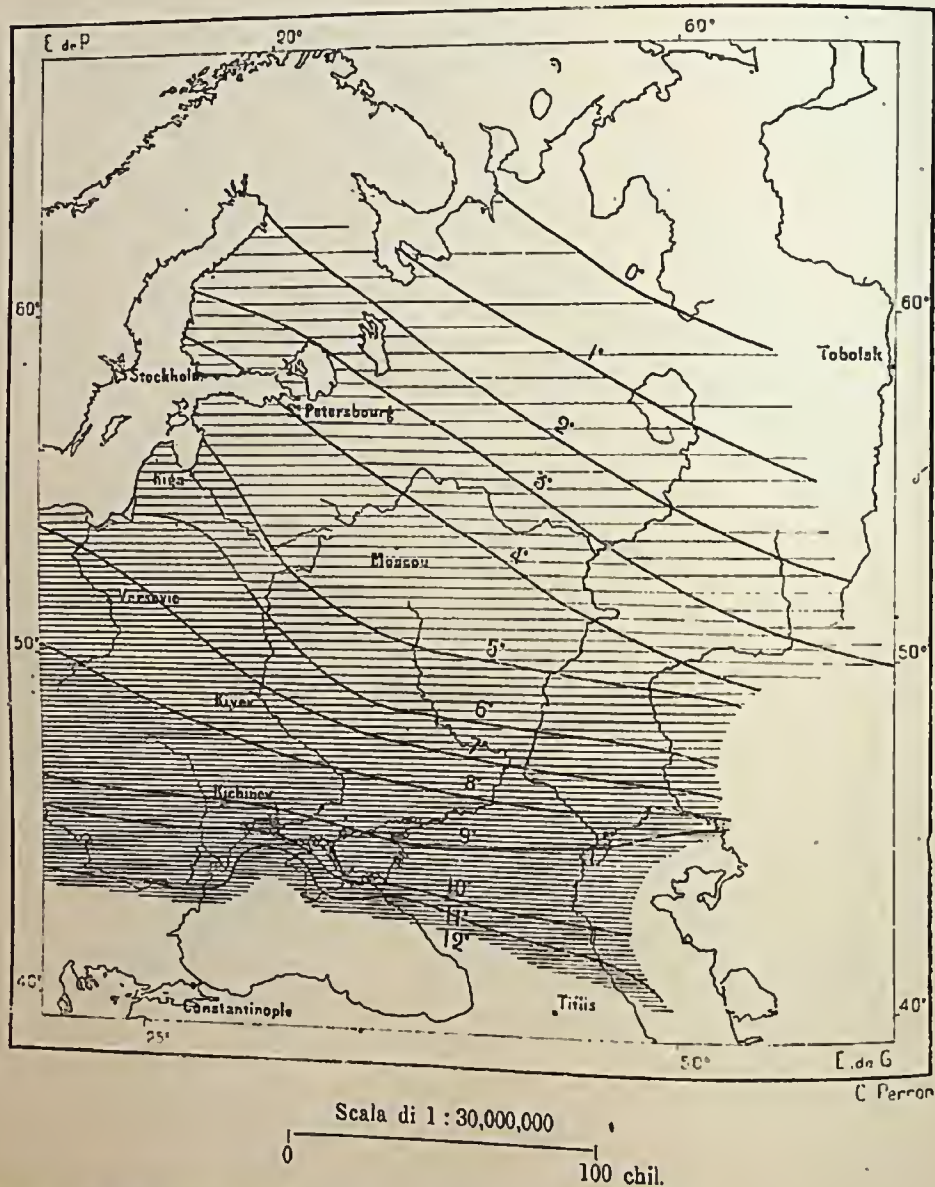 E de P 20° 60°
0°
60° 60°
1° Tobolsk
Stockholm
St Petersbourg
2°
Riga 3°
4° Moscou
Varsovie
50° 5° 50°
Kiyev 6°
7°
8°
Kichinev
9°
10°
11°
12°
40° Constantinople Tiflis 40°
25° 50° E. de G
C Perron
Scala di 1 : 30,000,000
0 100 chil.